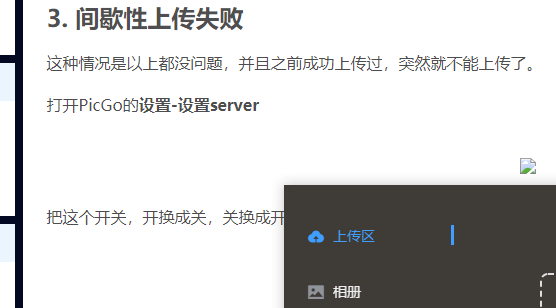 3. 间歇性上传失败
这种情况是以上都没问题，并且之前成功上传过，突然就不能上传了。
打开PicGo的设置-设置server
把这个开关，开换成关，关换成开
上传区
相册